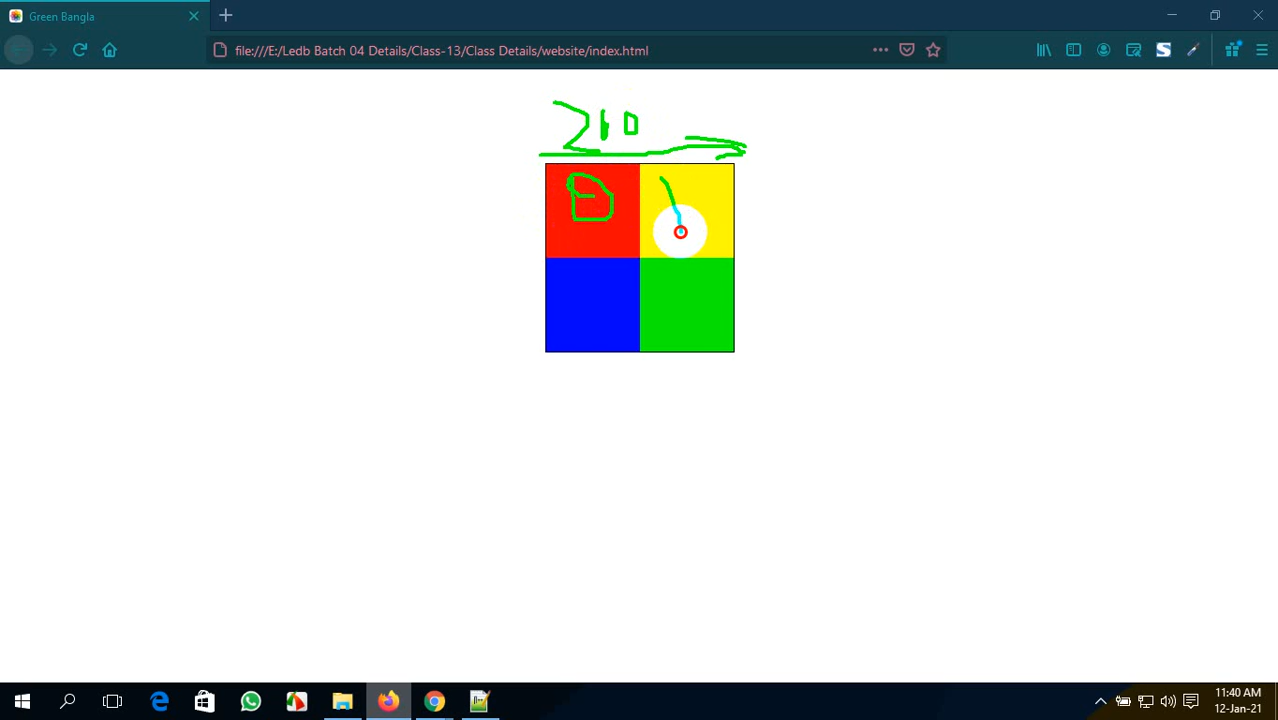 Green Bangla
file:///E:/Ledb Batch 04 Details/Class-13/Class Details/website/index.html
210
11:40 AM
12-Jan-21